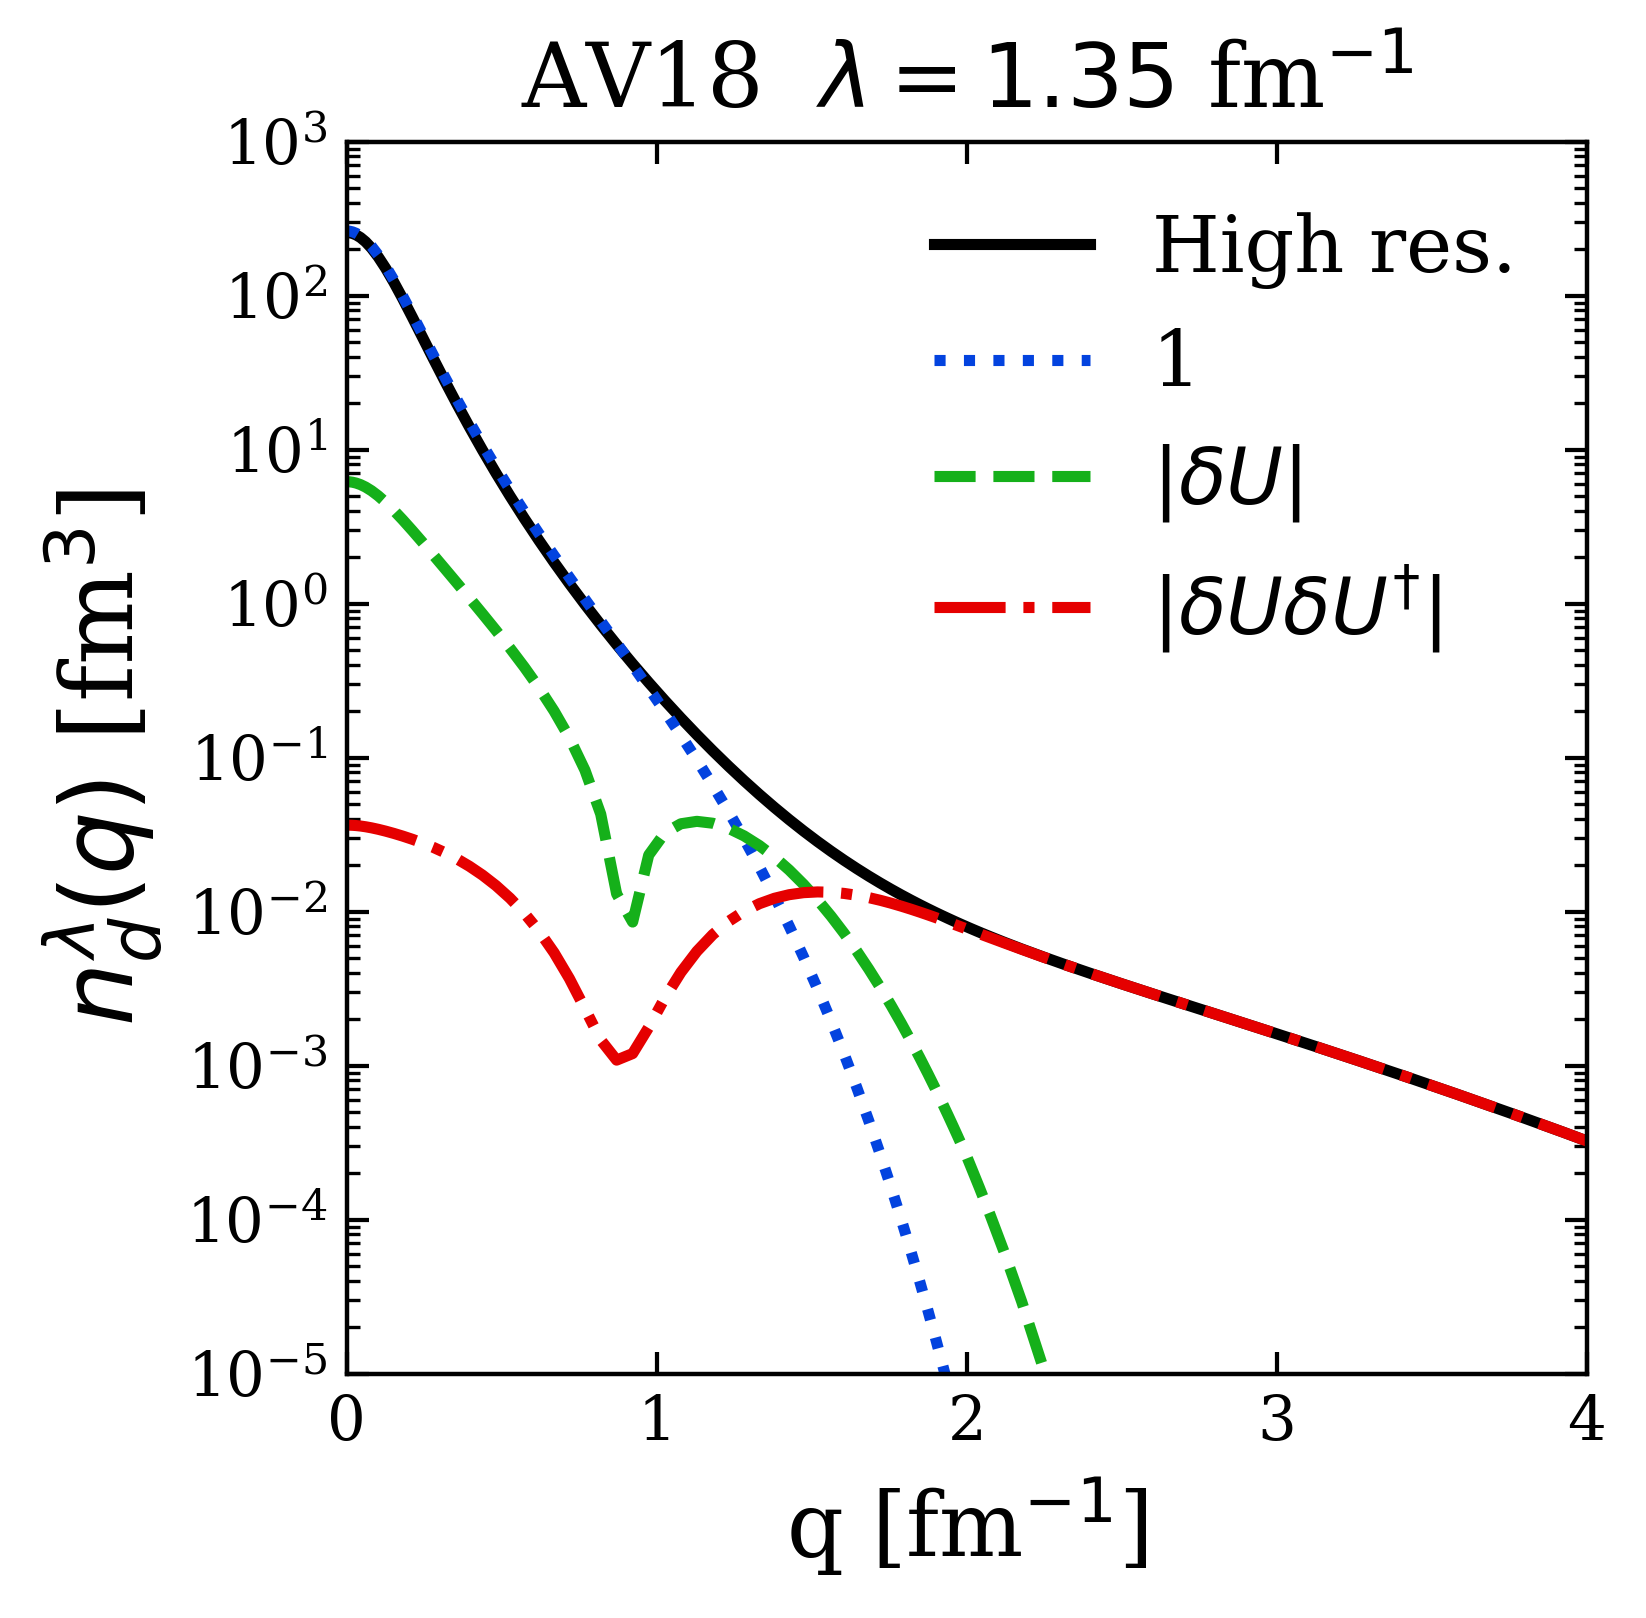 AV18 λ = 1.35 fm⁻¹
10³
10²
10¹
10⁰
10⁻¹
10⁻²
10⁻³
10⁻⁴
10⁻⁵
n_d^λ(q) [fm³]
High res.
1
|δU|
|δUδU†|
0 1 2 3 4
q [fm⁻¹]